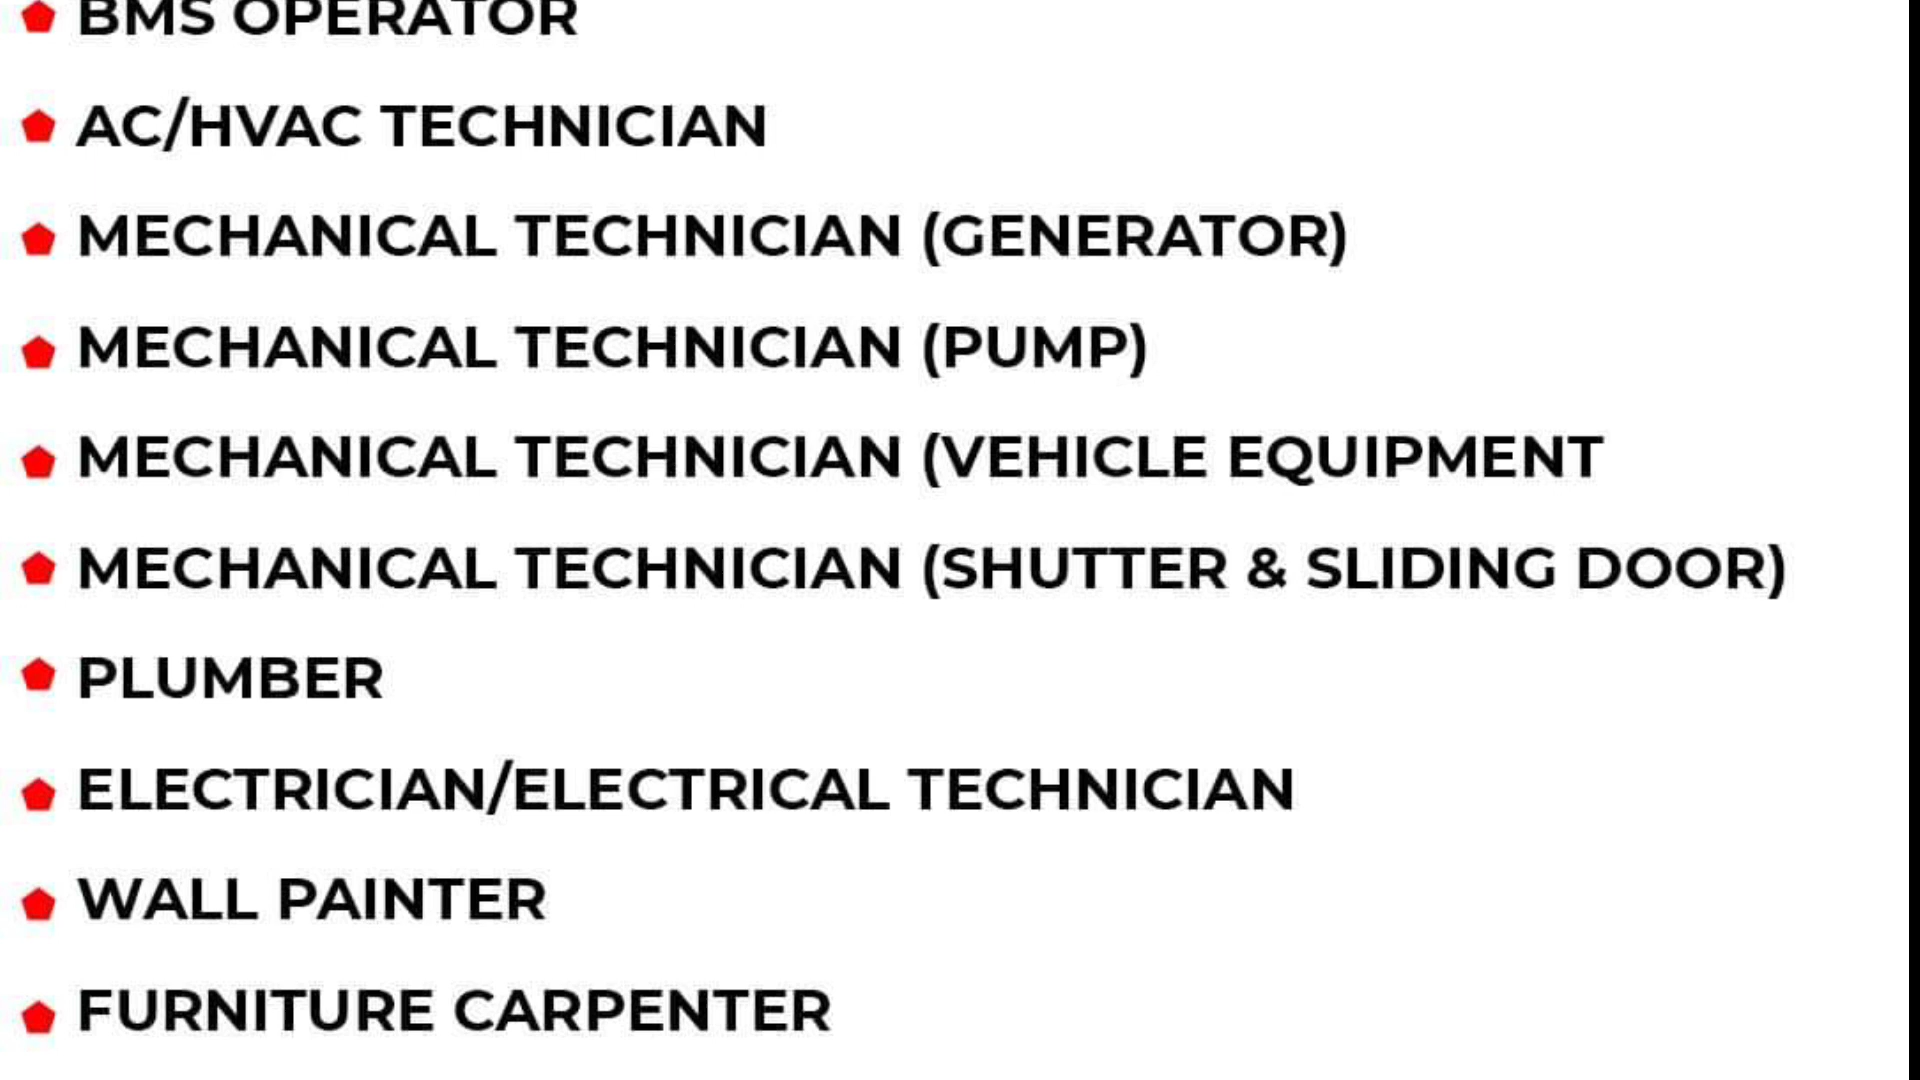 BMS OPERATOR
AC/HVAC TECHNICIAN
MECHANICAL TECHNICIAN (GENERATOR)
MECHANICAL TECHNICIAN (PUMP)
MECHANICAL TECHNICIAN (VEHICLE EQUIPMENT
MECHANICAL TECHNICIAN (SHUTTER & SLIDING DOOR)
PLUMBER
ELECTRICIAN/ELECTRICAL TECHNICIAN
WALL PAINTER
FURNITURE CARPENTER